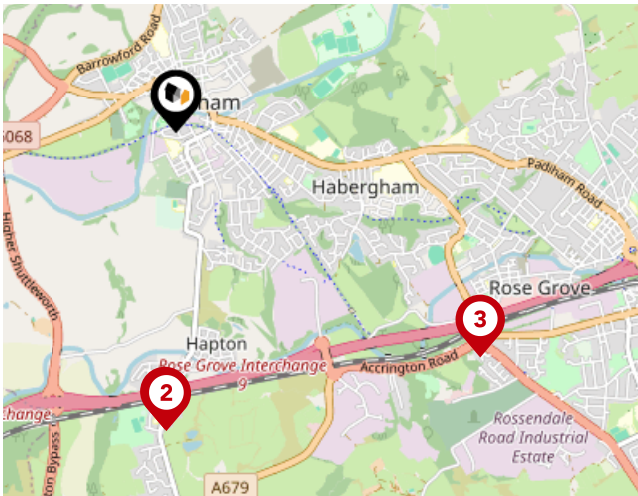 Barrowford Road
ham
6068
Habergham
Padiham Road
Higher Shuttleworth
Rose Grove
3
Hapton
Rose Grove Interchange
9
Accrington Road
change
2
Rossendale
Road Industrial
Estate
ton Bypass
A679